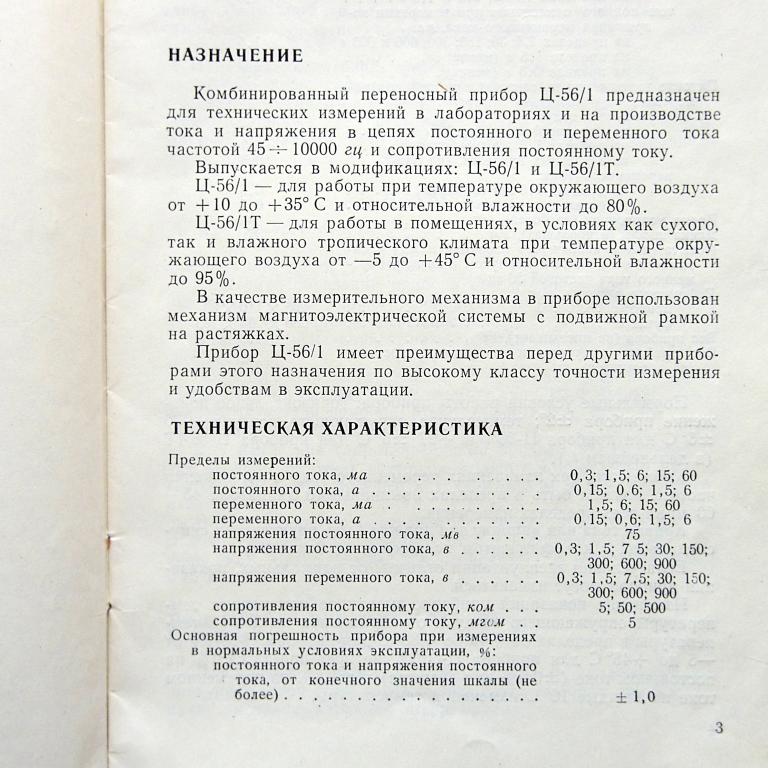 НАЗНАЧЕНИЕ
Комбинированный переносный прибор Ц-56/1 предназначен
для технических измерений в лабораториях и на производстве
тока и напряжения в цепях постоянного и переменного тока
частотой 45÷10000 гц и сопротивления постоянному току.
Выпускается в модификациях: Ц-56/1 и Ц-56/1Т.
Ц-56/1 — для работы при температуре окружающего воздуха
от +10 до +35° С и относительной влажности до 80%.
Ц-56/1Т — для работы в помещениях, в условиях как сухого,
так и влажного тропического климата при температуре окру-
жающего воздуха от —5 до +45° С и относительной влажности
до 95%.
В качестве измерительного механизма в приборе использован
механизм магнитоэлектрической системы с подвижной рамкой
на растяжках.
Прибор Ц-56/1 имеет преимущества перед другими прибо-
рами этого назначения по высокому классу точности измерения
и удобствам в эксплуатации.
ТЕХНИЧЕСКАЯ ХАРАКТЕРИСТИКА
Пределы измерений:
постоянного тока, ма . . . . . . . . . . 0,3; 1,5; 6; 15; 60
постоянного тока, а . . . . . . . . . . . 0,15; 0.6; 1,5; 6
переменного тока, ма . . . . . . . . . . 1,5; 6; 15; 60
переменного тока, а . . . . . . . . . . . 0.15; 0,6; 1,5; 6
напряжения постоянного тока, мв . . . . . . 75
напряжения постоянного тока, в . . . . . . 0,3; 1,5; 7 5; 30; 150;
300; 600; 900
напряжения переменного тока, в . . . . . . 0,3; 1,5; 7,5; 30; 150;
300; 600; 900
сопротивления постоянному току, ком . . . 5; 50; 500
сопротивления постоянному току, мгом . . 5
Основная погрешность прибора при измерениях
в нормальных условиях эксплуатации, %:
постоянного тока и напряжения постоянного
тока, от конечного значения шкалы (не
более) . . . . . . . . . . . . . . . . . . ± 1,0
3